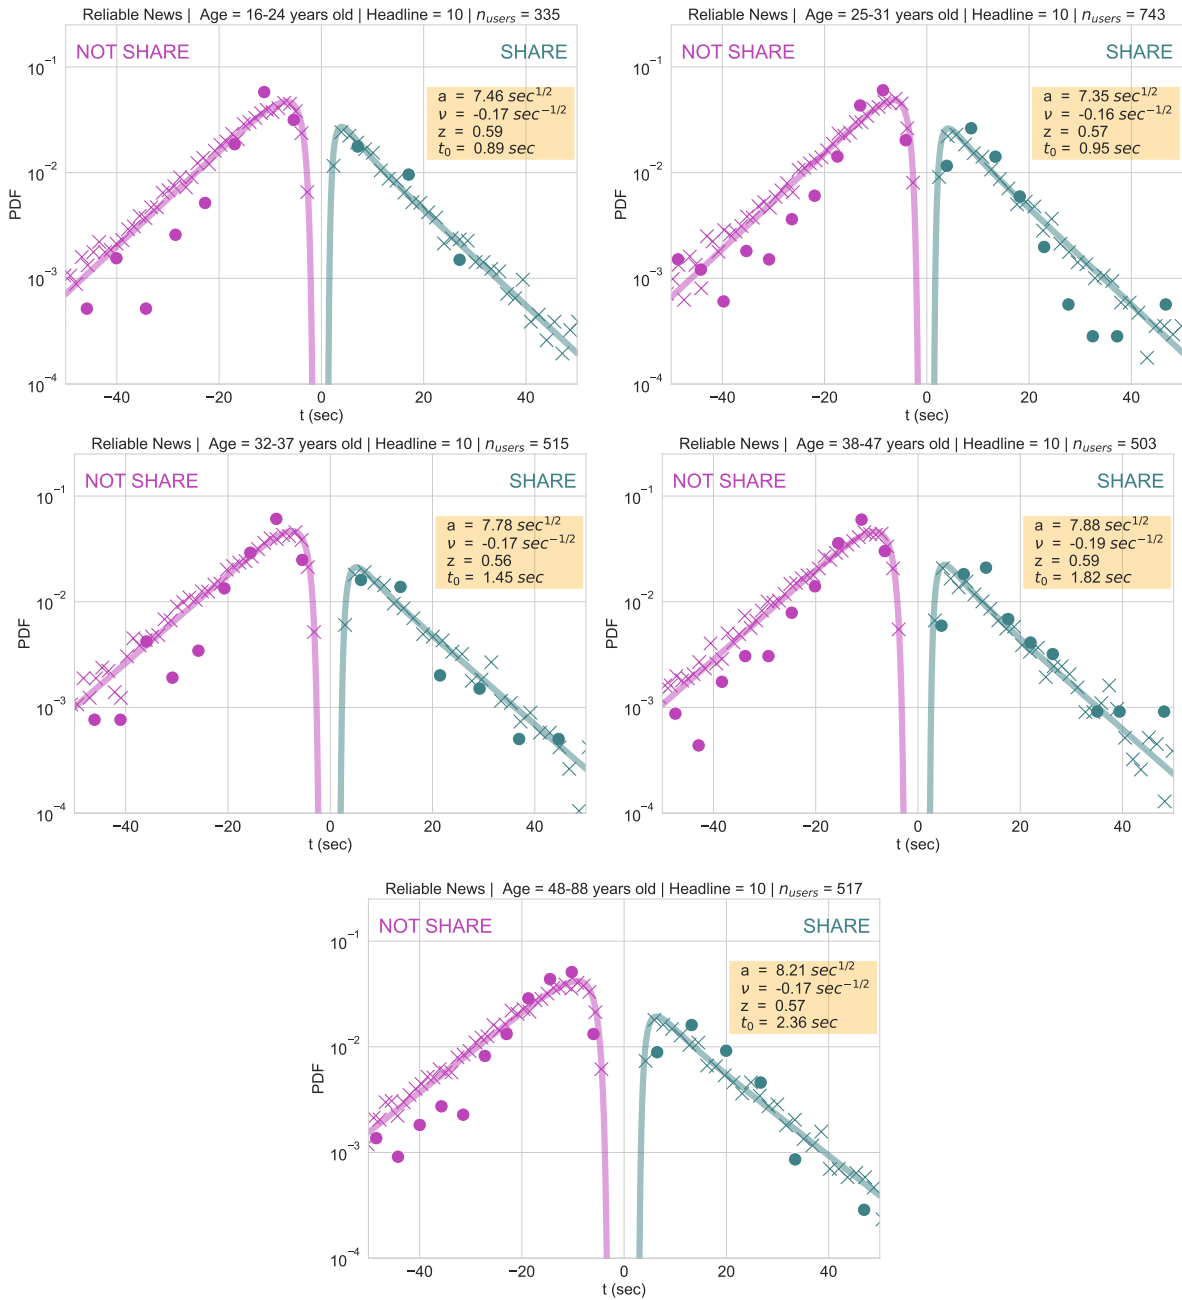 Reliable News | Age = 16-24 years old | Headline = 10 | n_users = 335
NOT SHARE
SHARE
a = 7.46 sec^1/2
ν = -0.17 sec^−1/2
z = 0.59
t_0 = 0.89 sec
PDF
10^−1
10^−2
10^−3
10^−4
−40 −20 0 20 40
t (sec)
Reliable News | Age = 25-31 years old | Headline = 10 | n_users = 743
NOT SHARE
SHARE
a = 7.35 sec^1/2
ν = -0.16 sec^−1/2
z = 0.57
t_0 = 0.95 sec
PDF
10^−1
10^−2
10^−3
10^−4
−40 −20 0 20 40
t (sec)
Reliable News | Age = 32-37 years old | Headline = 10 | n_users = 515
NOT SHARE
SHARE
a = 7.78 sec^1/2
ν = -0.17 sec^−1/2
z = 0.56
t_0 = 1.45 sec
PDF
10^−1
10^−2
10^−3
10^−4
−40 −20 0 20 40
t (sec)
Reliable News | Age = 38-47 years old | Headline = 10 | n_users = 503
NOT SHARE
SHARE
a = 7.88 sec^1/2
ν = -0.19 sec^−1/2
z = 0.59
t_0 = 1.82 sec
PDF
10^−1
10^−2
10^−3
10^−4
−40 −20 0 20 40
t (sec)
Reliable News | Age = 48-88 years old | Headline = 10 | n_users = 517
NOT SHARE
SHARE
a = 8.21 sec^1/2
ν = -0.17 sec^−1/2
z = 0.57
t_0 = 2.36 sec
PDF
10^−1
10^−2
10^−3
10^−4
−40 −20 0 20 40
t (sec)